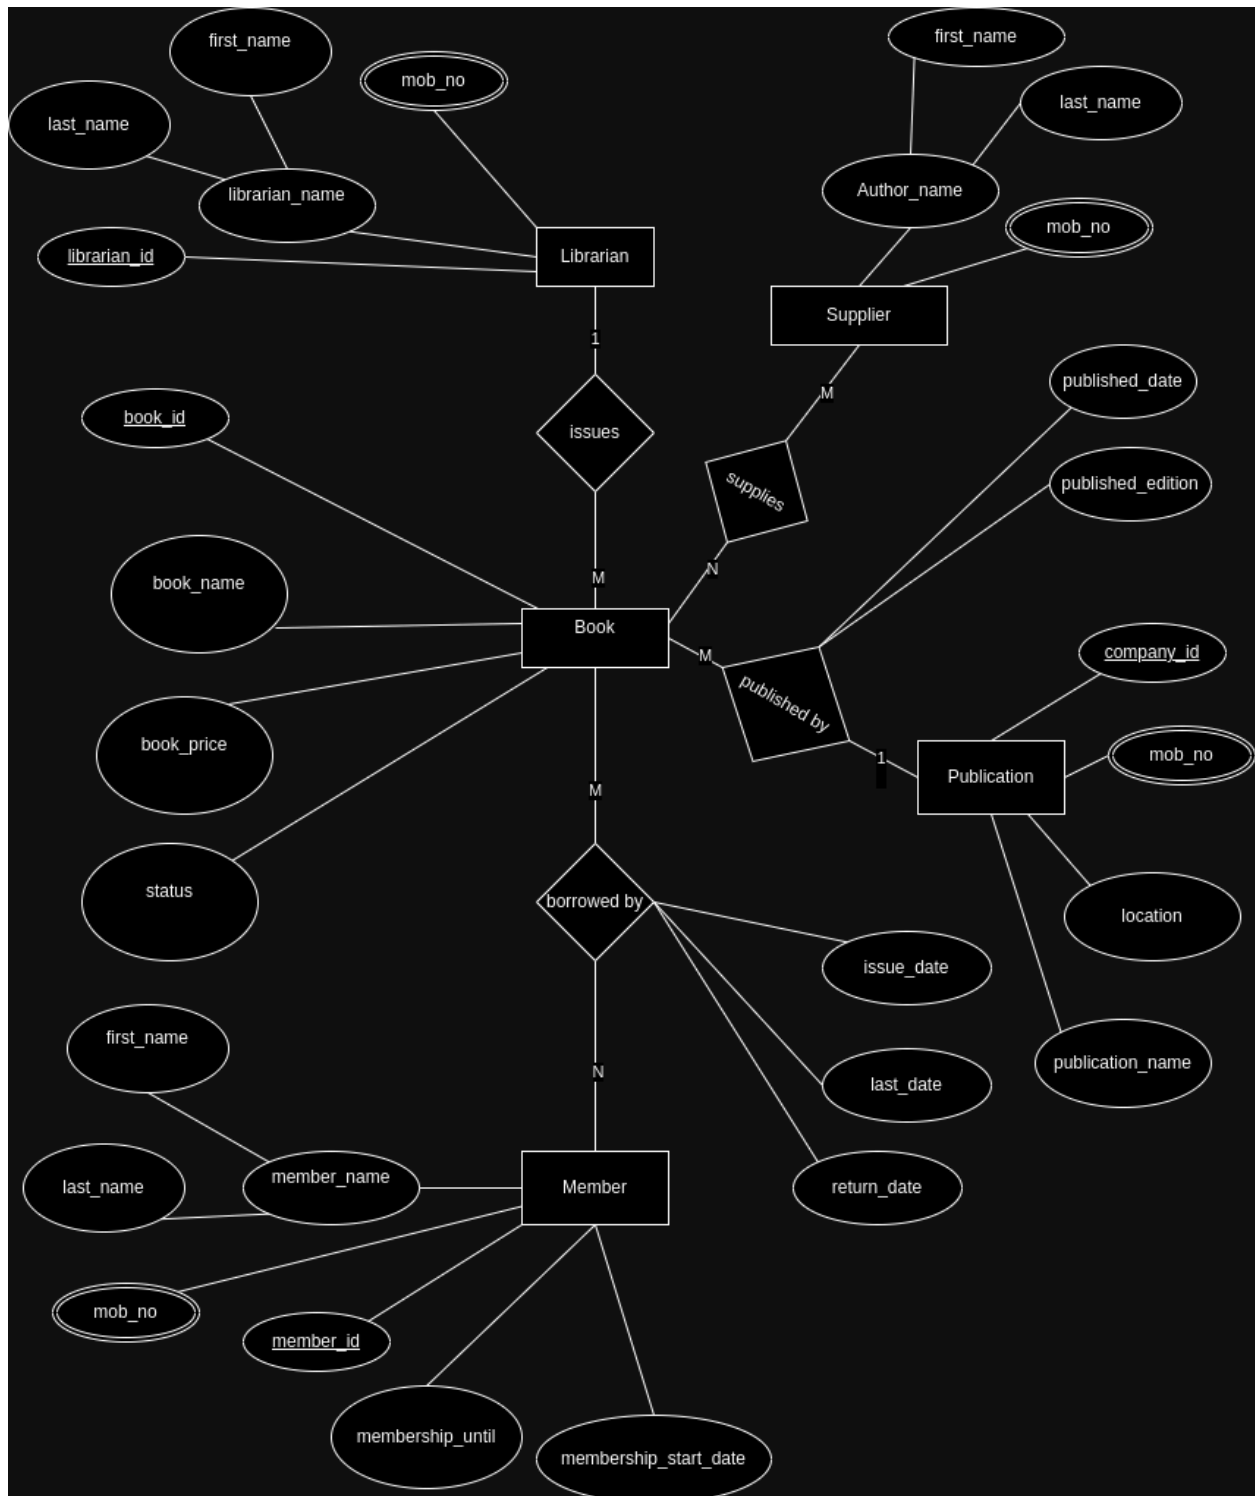 first_name
first_name
mob_no
last_name
last_name
librarian_name
Author_name
mob_no
librarian_id
Librarian
Supplier
1
published_date
M
book_id
issues
supplies
published_edition
N
M
book_name
Book
M
company_id
published by
book_price
1
mob_no
Publication
M
status
borrowed by
location
issue_date
first_name
N
last_date
publication_name
last_name
member_name
Member
return_date
mob_no
member_id
membership_until
membership_start_date